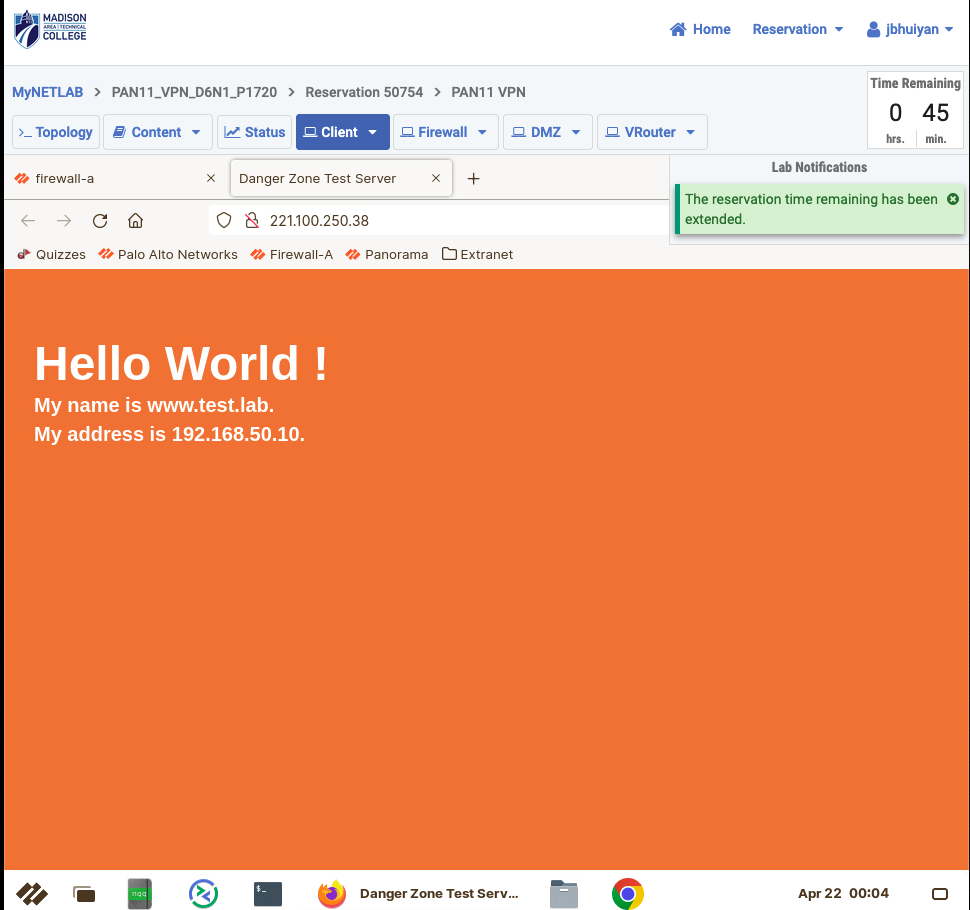 MADISON
AREA | TECHNICAL
COLLEGE
Home
Reservation
jbhuiyan
MyNETLAB > PAN11_VPN_D6N1_P1720 > Reservation 50754 > PAN11 VPN
Time Remaining
0 45
hrs. min.
>_ Topology
Content
Status
Client
Firewall
DMZ
VRouter
Lab Notifications
The reservation time remaining has been
extended.
firewall-a
Danger Zone Test Server
221.100.250.38
Quizzes
Palo Alto Networks
Firewall-A
Panorama
Extranet
Hello World !
My name is www.test.lab.
My address is 192.168.50.10.
nqq
$_
Danger Zone Test Serv...
Apr 22 00:04